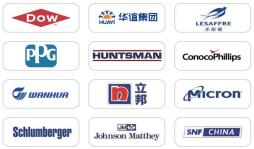 DOW
华谊集团
HUAYI
LESAFFRE
乐斯福
PPG
HUNTSMAN
ConocoPhillips
WANHUA
n 立邦
Micron
Schlumberger
JM
Johnson Matthey
SNF CHINA